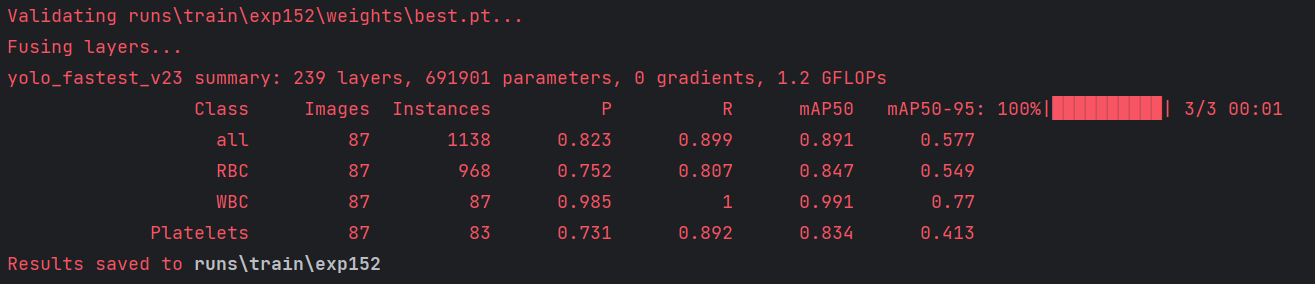 Validating runs\train\exp152\weights\best.pt...
Fusing layers...
yolo_fastest_v23 summary: 239 layers, 691901 parameters, 0 gradients, 1.2 GFLOPs
Class Images Instances P R mAP50 mAP50-95: 100%|██████████| 3/3 00:01
all 87 1138 0.823 0.899 0.891 0.577
RBC 87 968 0.752 0.807 0.847 0.549
WBC 87 87 0.985 1 0.991 0.77
Platelets 87 83 0.731 0.892 0.834 0.413
Results saved to runs\train\exp152